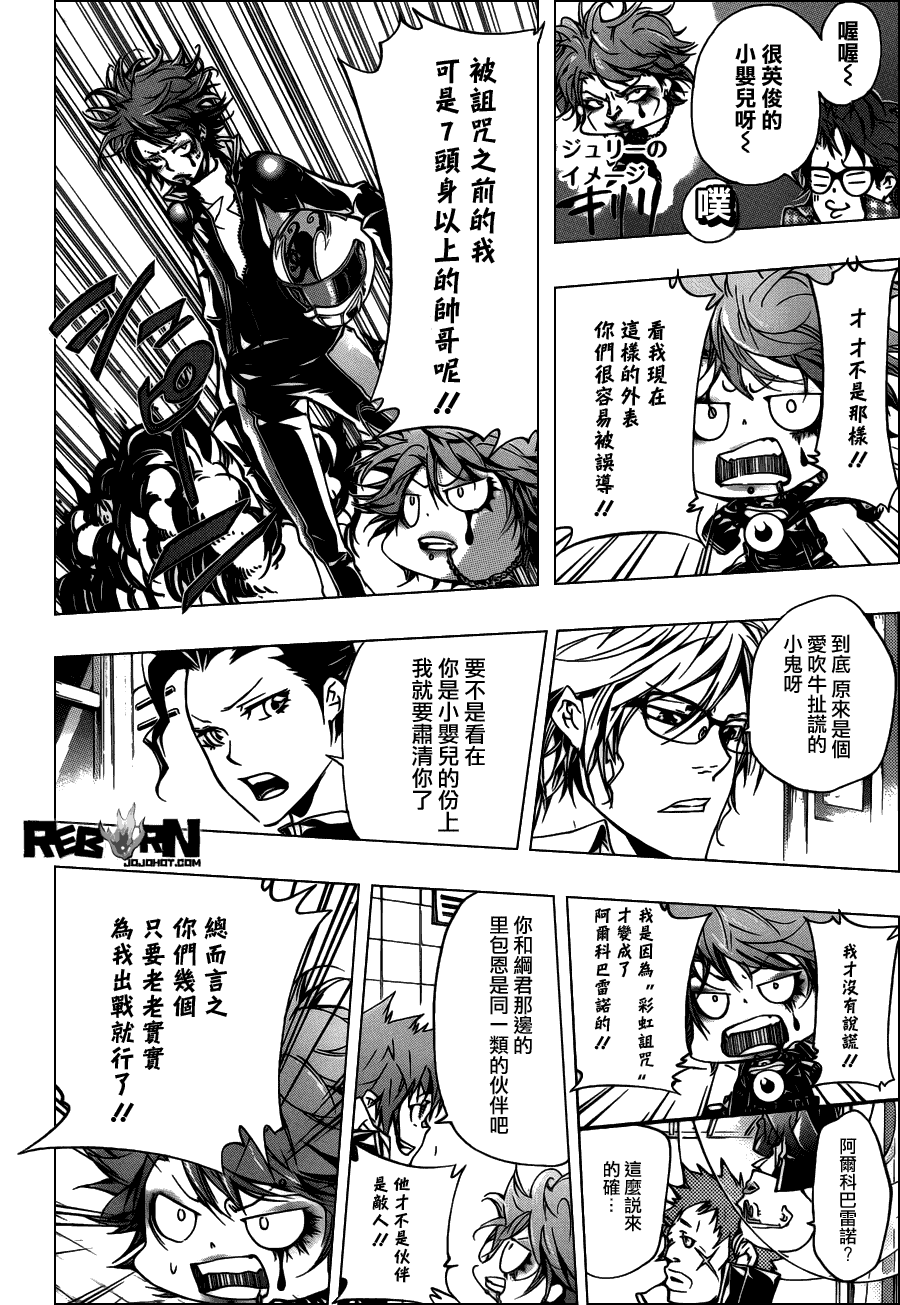 喔喔～
很英俊的
小嬰兒呀～
ジュリーの
イメージ
噗
才 才不是那樣!!
看我現在
這樣的外表
你們很容易被誤導!!
被詛咒之前的我
可是7頭身以上的帥哥呢!!
到底 原來是個
愛吹牛扯謊的
小鬼呀
要不是看在
你是小嬰兒的份上
我就要肅清你了
REBORN
JOJOHOT.COM
我才沒有說謊!!
我是因為"彩虹詛咒"
才變成了
阿爾科巴雷諾的!!
阿爾科巴雷諾?
這麼說來
的確…
你和綱君那邊的
里包恩是同一類的伙伴吧
他才不是伙伴
是敵人!!
總而言之
你們幾個
只要老老實實
為我出戰就行了!!